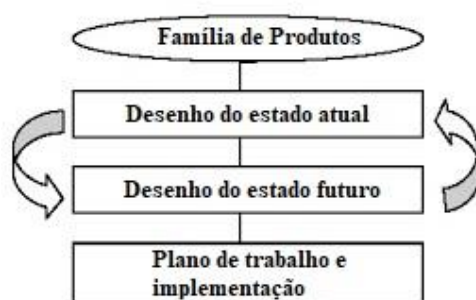 Família de Produtos
Desenho do estado atual
Desenho do estado futuro
Plano de trabalho e
implementação